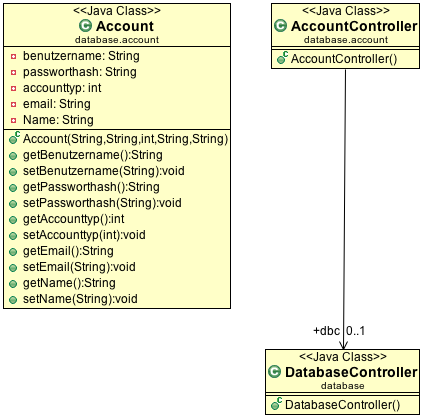 <<Java Class>>
Account
database.account
benutzername: String
passworthash: String
accounttyp: int
email: String
Name: String
Account(String,String,int,String,String)
getBenutzername():String
setBenutzername(String):void
getPassworthash():String
setPassworthash(String):void
getAccounttyp():int
setAccounttyp(int):void
getEmail():String
setEmail(String):void
getName():String
setName(String):void
<<Java Class>>
AccountController
database.account
AccountController()
+dbc 0..1
<<Java Class>>
DatabaseController
database
DatabaseController()